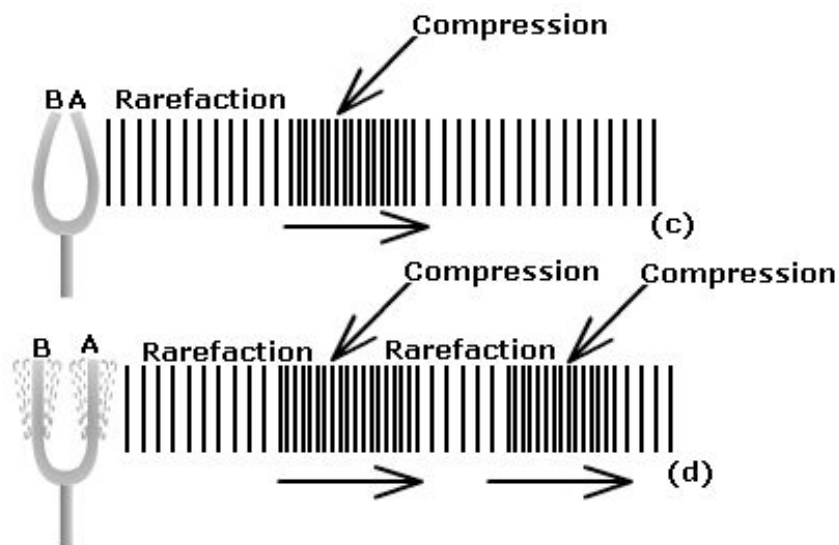 Compression
B A Rarefaction
(c)
Compression Compression
B A Rarefaction Rarefaction
(d)